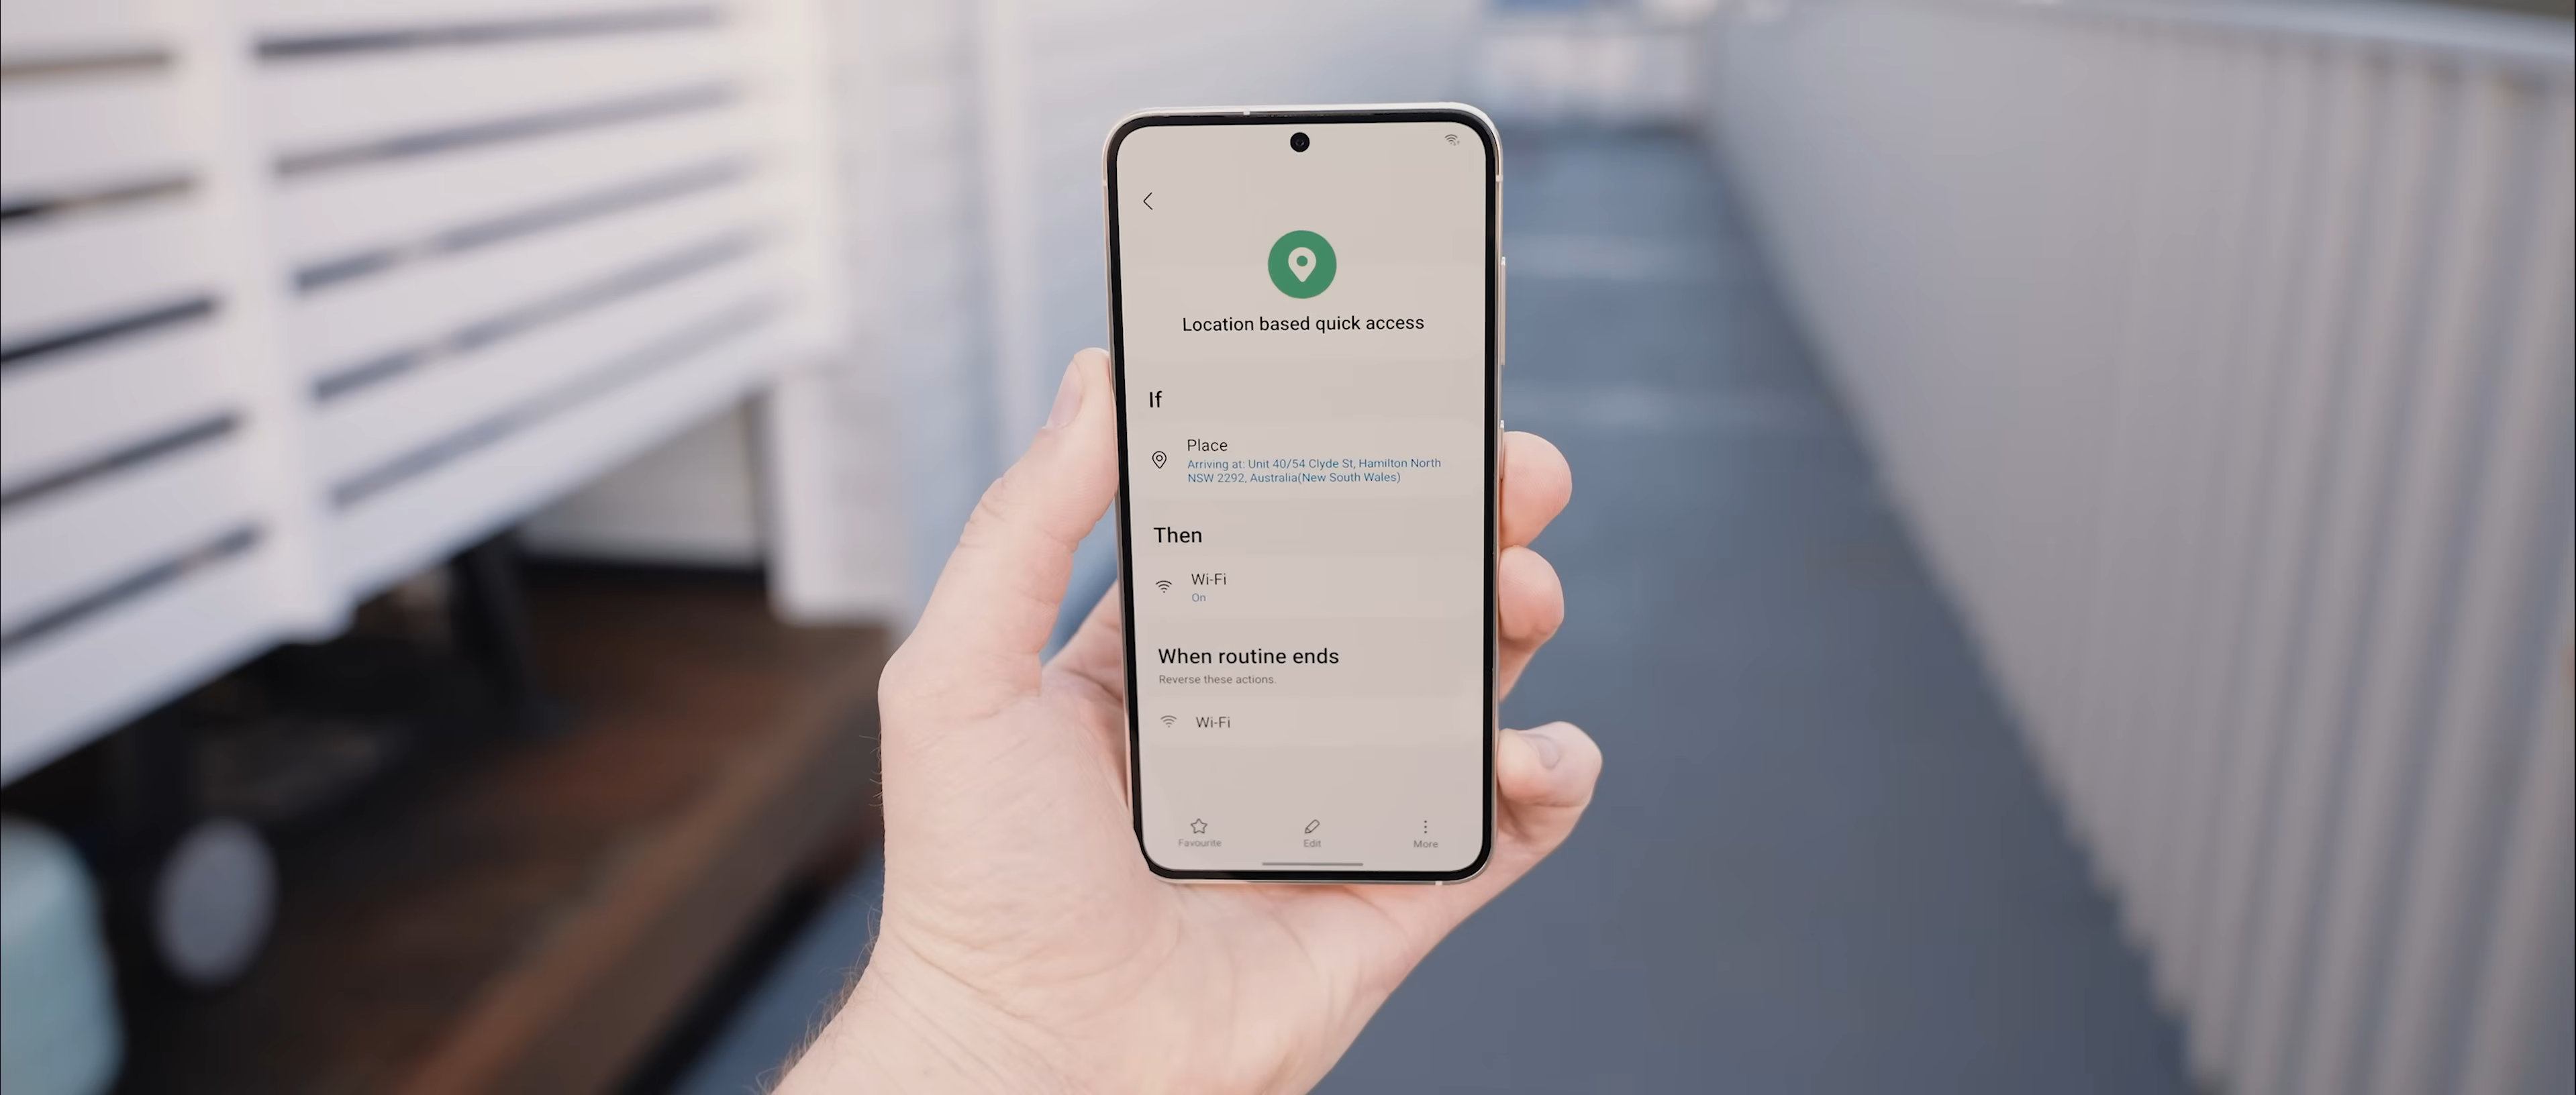 Location based quick access
If
Place
Arriving at: Unit 40/54 Clyde St, Hamilton North
NSW 2292, Australia(New South Wales)
Then
Wi-Fi
On
When routine ends
Reverse these actions.
Wi-Fi
Favourite
Edit
More